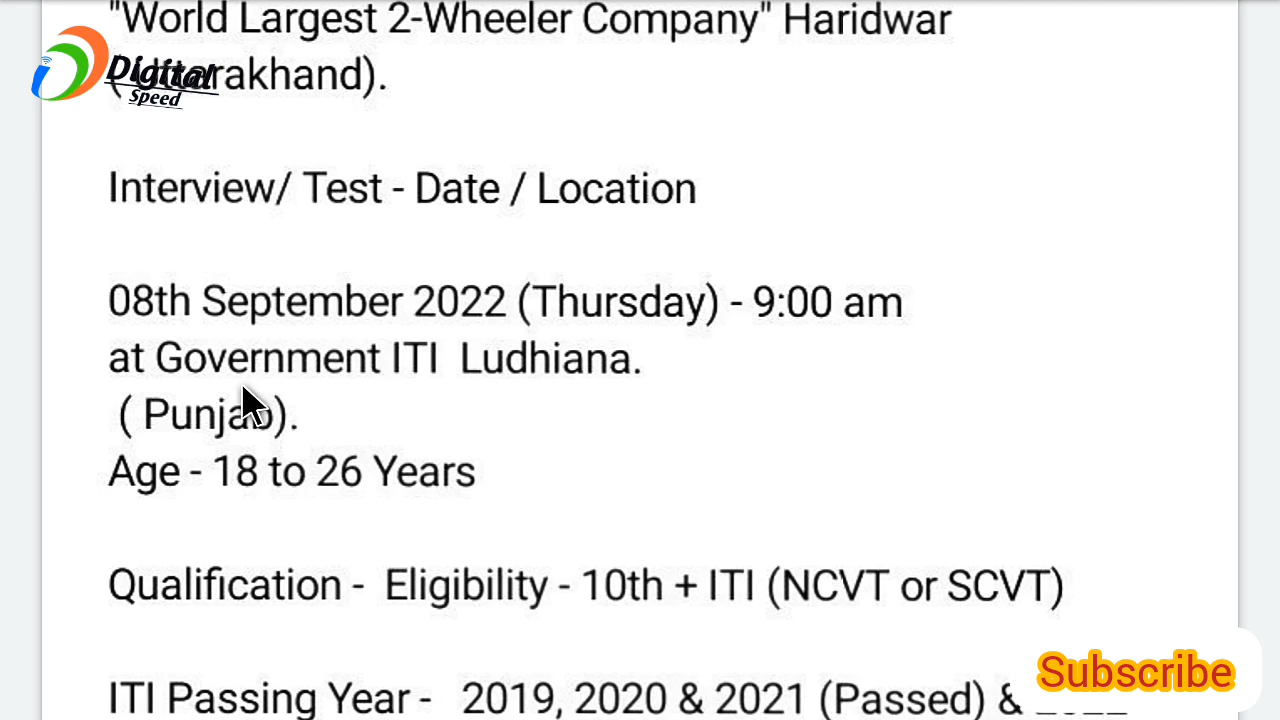 "World Largest 2-Wheeler Company" Haridwar
Digital
Speed
Interview/ Test - Date / Location
08th September 2022 (Thursday) - 9:00 am
at Government ITI Ludhiana.
( Punjab).
Age - 18 to 26 Years
Qualification - Eligibility - 10th + ITI (NCVT or SCVT)
ITI Passing Year - 2019, 2020 & 2021 (Passed) &
Subscribe